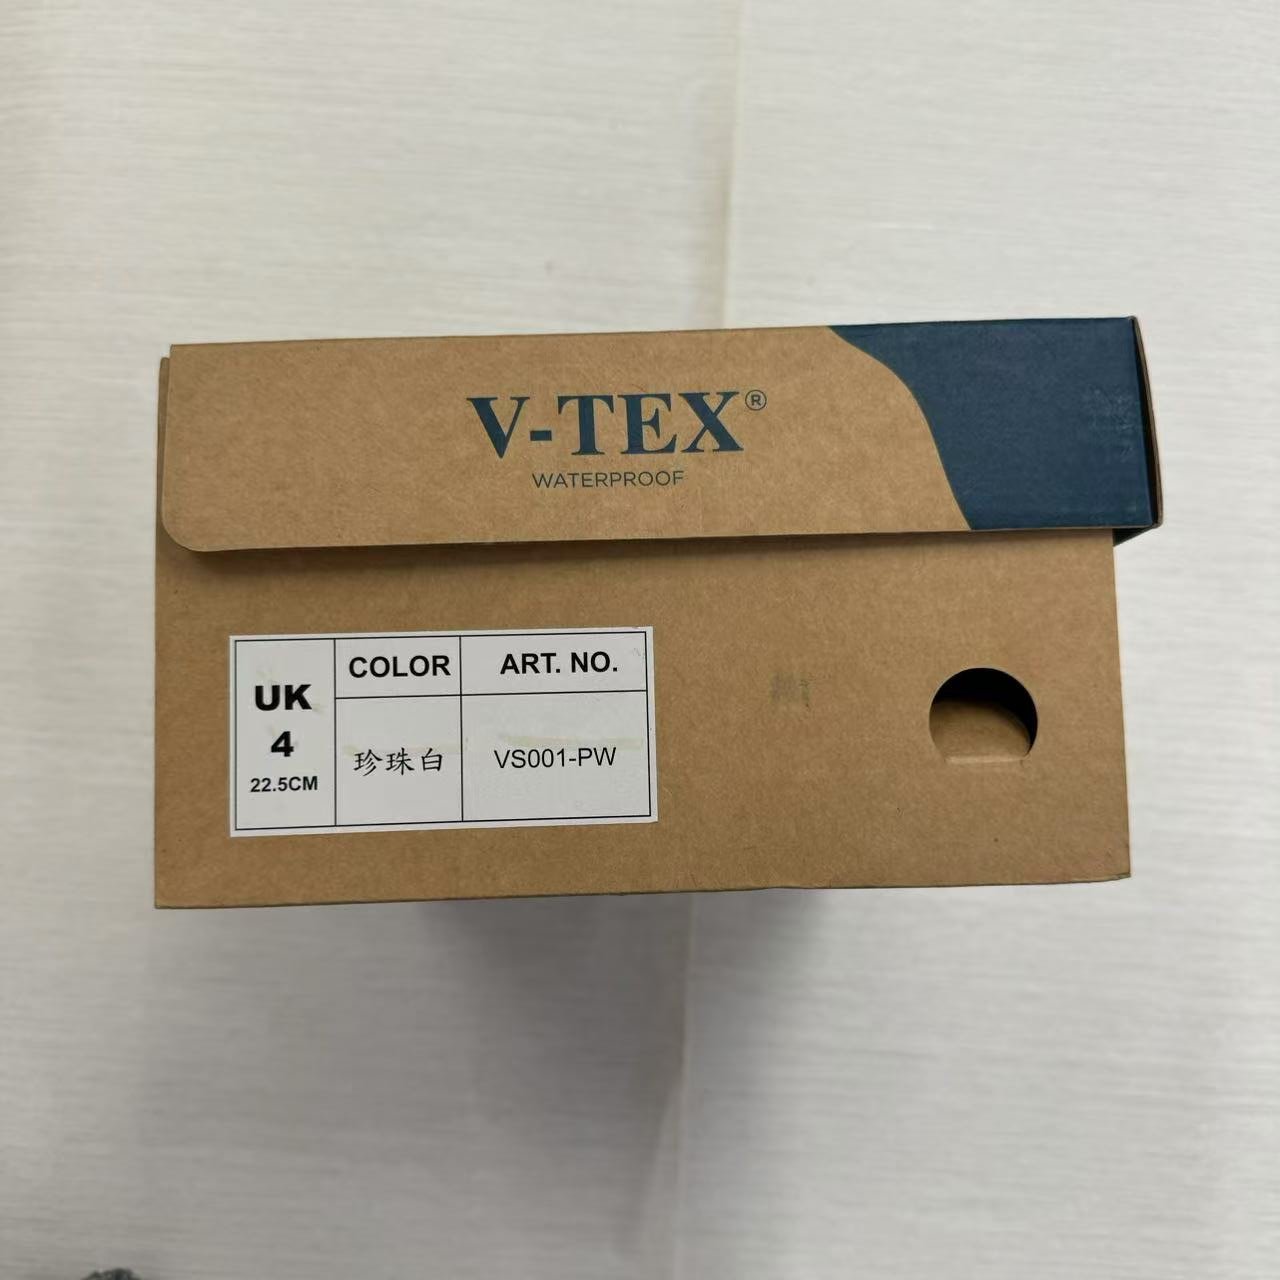 V-TEX®
WATERPROOF
UK
4
22.5CM
COLOR
珍珠白
ART. NO.
VS001-PW